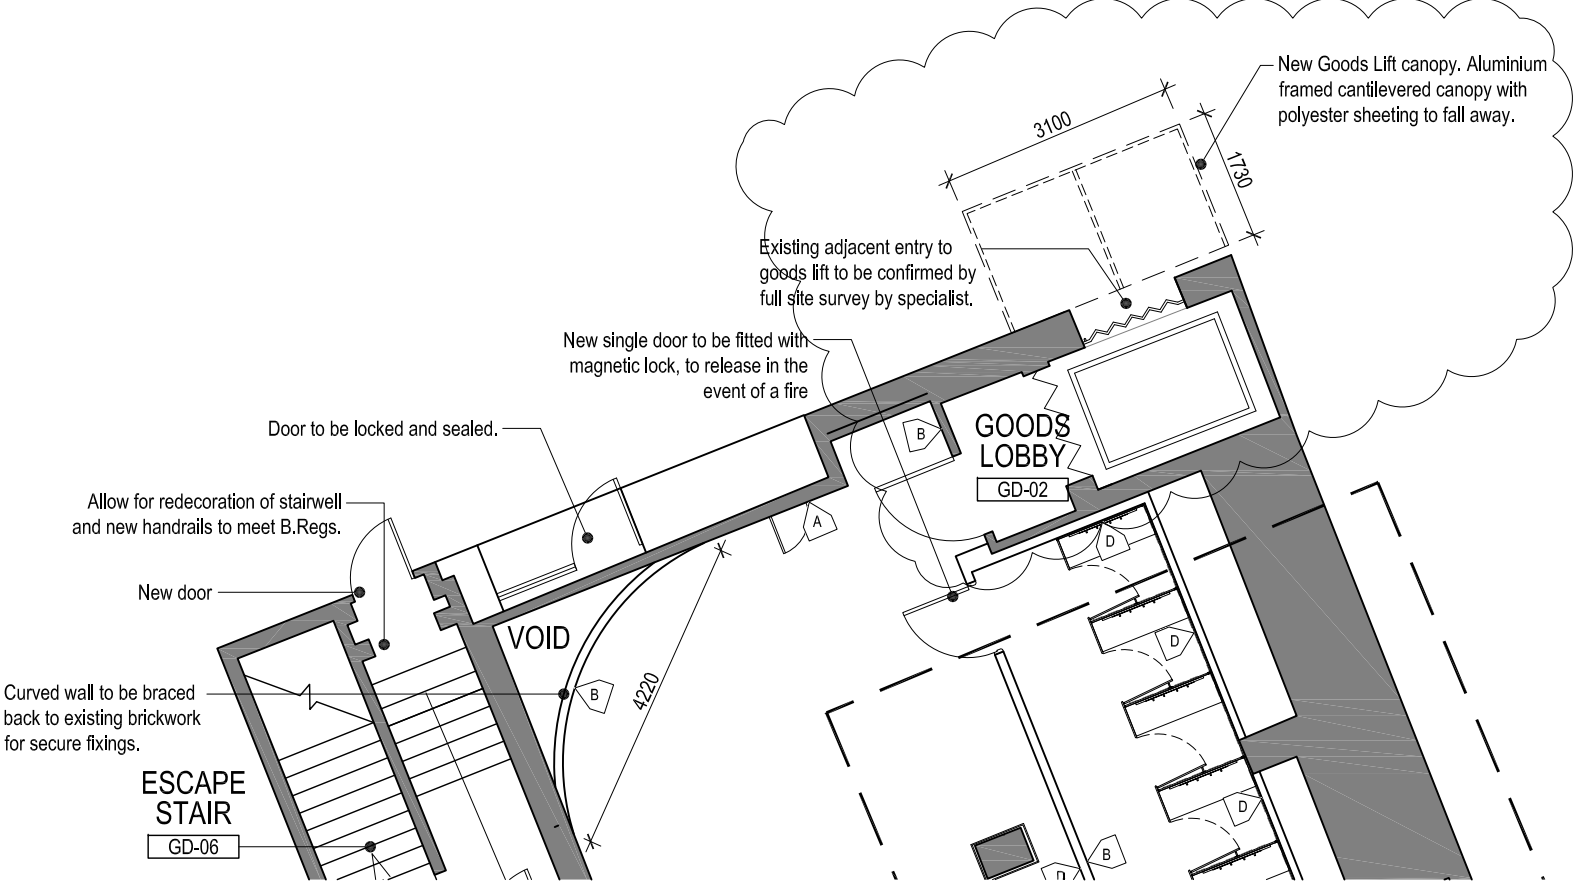 New Goods Lift canopy. Aluminium
framed cantilevered canopy with
polyester sheeting to fall away.
3100
1730
Existing adjacent entry to
goods lift to be confirmed by
full site survey by specialist.
New single door to be fitted with
magnetic lock, to release in the
event of a fire
Door to be locked and sealed.
B
GOODS
LOBBY
GD-02
Allow for redecoration of stairwell
and new handrails to meet B.Regs.
A
D
New door
VOID
D
Curved wall to be braced
back to existing brickwork
for secure fixings.
B
4220
ESCAPE
STAIR
GD-06
D
B
D